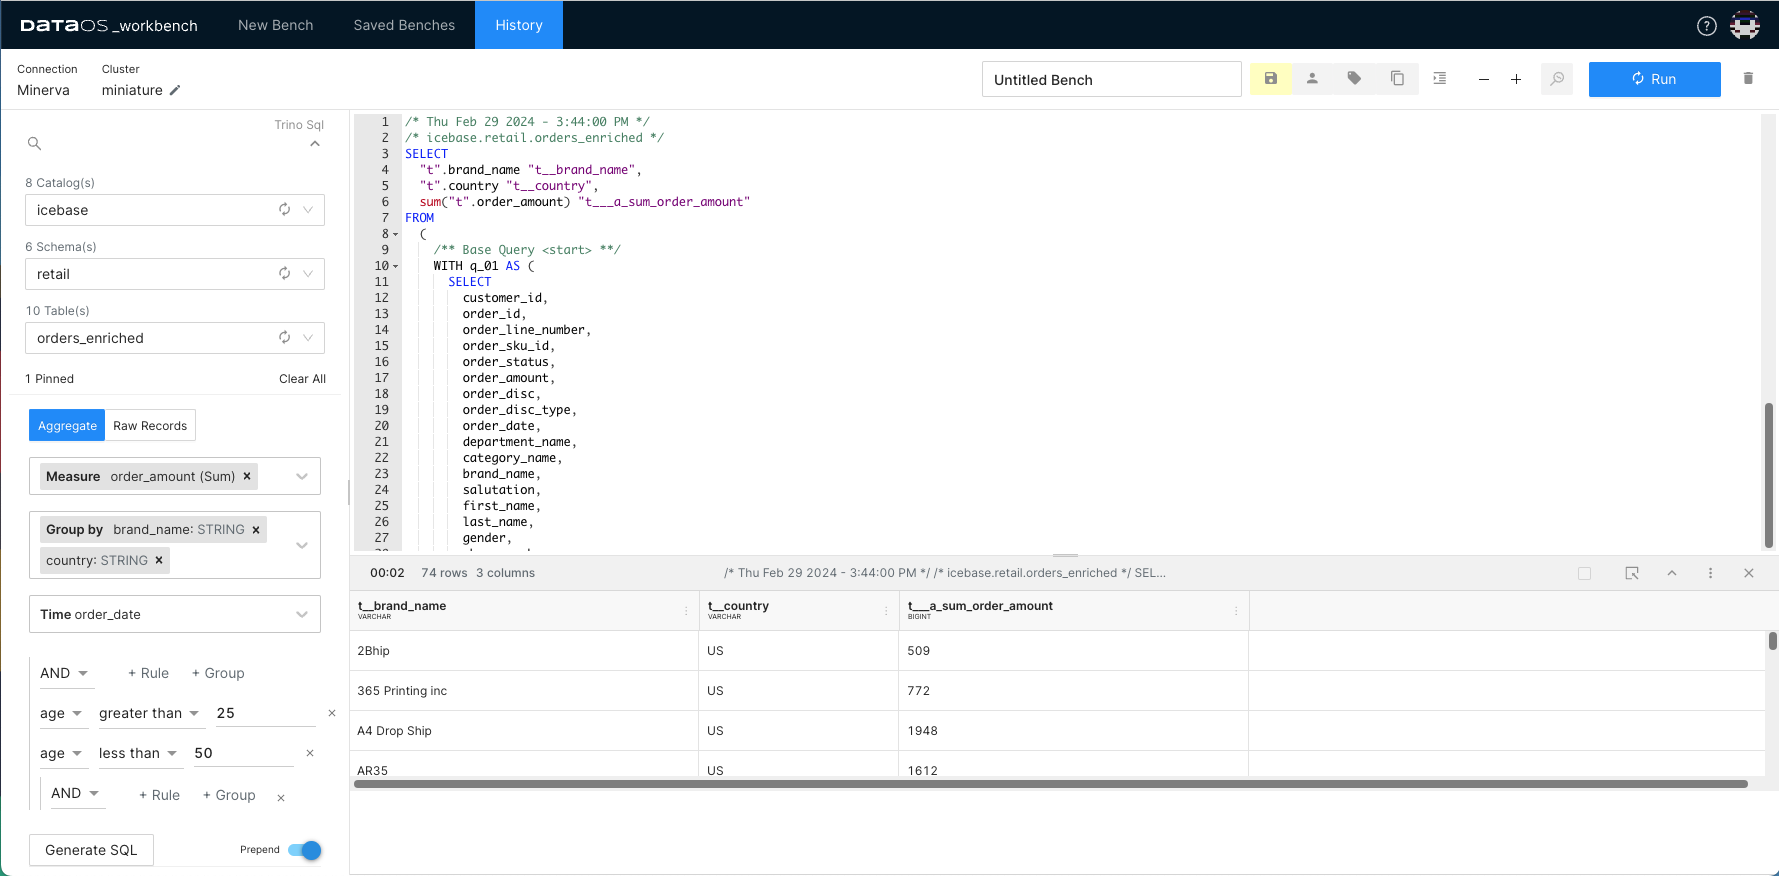 DATAOS _workbench New Bench Saved Benches History ?
Connection Cluster
Minerva miniature
Untitled Bench Run
Trino Sql
8 Catalog(s)
icebase
6 Schema(s)
retail
10 Table(s)
orders_enriched
1 Pinned Clear All
Aggregate Raw Records
Measure order_amount (Sum) ×
Group by brand_name: STRING ×
country: STRING ×
Time order_date
AND + Rule + Group
age greater than 25 ×
age less than 50 ×
AND + Rule + Group ×
Generate SQL Prepend
1 /* Thu Feb 29 2024 - 3:44:00 PM */
2 /* icebase.retail.orders_enriched */
3 SELECT
4 "t".brand_name "t__brand_name",
5 "t".country "t__country",
6 sum("t".order_amount) "t___a_sum_order_amount"
7 FROM
8 (
9 /** Base Query <start> **/
10 WITH q_01 AS (
11 SELECT
12 customer_id,
13 order_id,
14 order_line_number,
15 order_sku_id,
16 order_status,
17 order_amount,
18 order_disc,
19 order_disc_type,
20 order_date,
21 department_name,
22 category_name,
23 brand_name,
24 salutation,
25 first_name,
26 last_name,
27 gender,
00:02 74 rows 3 columns /* Thu Feb 29 2024 - 3:44:00 PM */ /* icebase.retail.orders_enriched */ SEL...
t__brand_name t__country t___a_sum_order_amount
VARCHAR VARCHAR BIGINT
2Bhip US 509
365 Printing inc US 772
A4 Drop Ship US 1948
AR35 US 1612